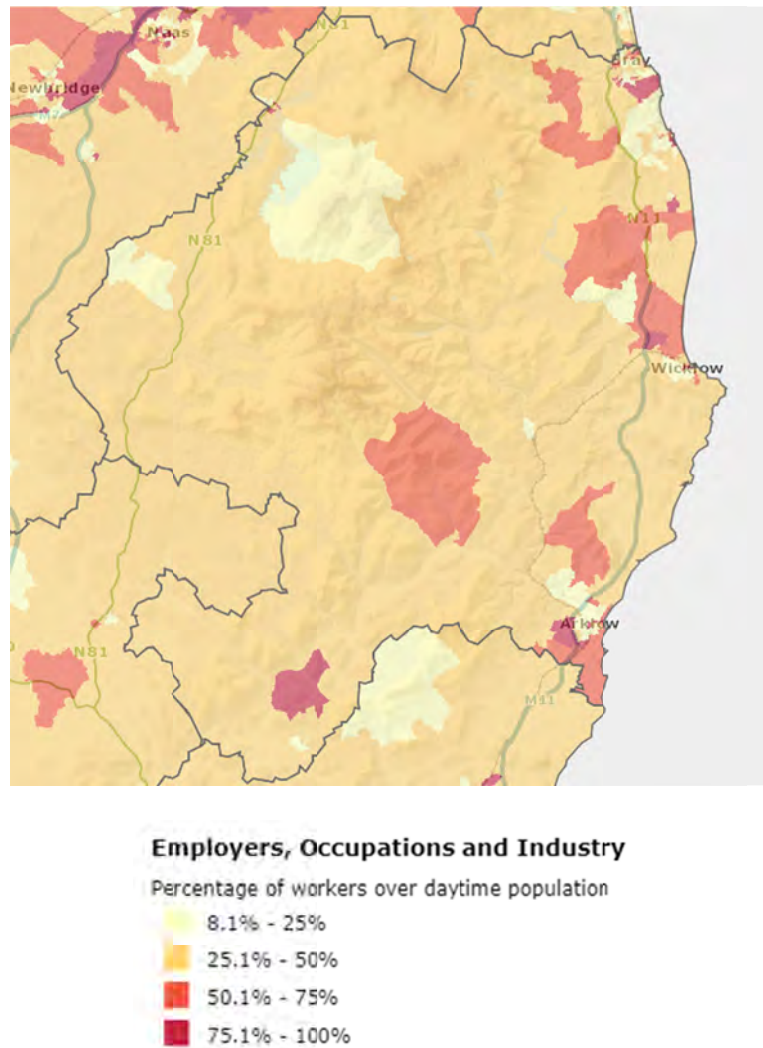 N81
Naas
Bray
Newbridge
M7
N11
N81
Wicklow
Arklow
N81
M11
Employers, Occupations and Industry
Percentage of workers over daytime population
8.1% - 25%
25.1% - 50%
50.1% - 75%
75.1% - 100%